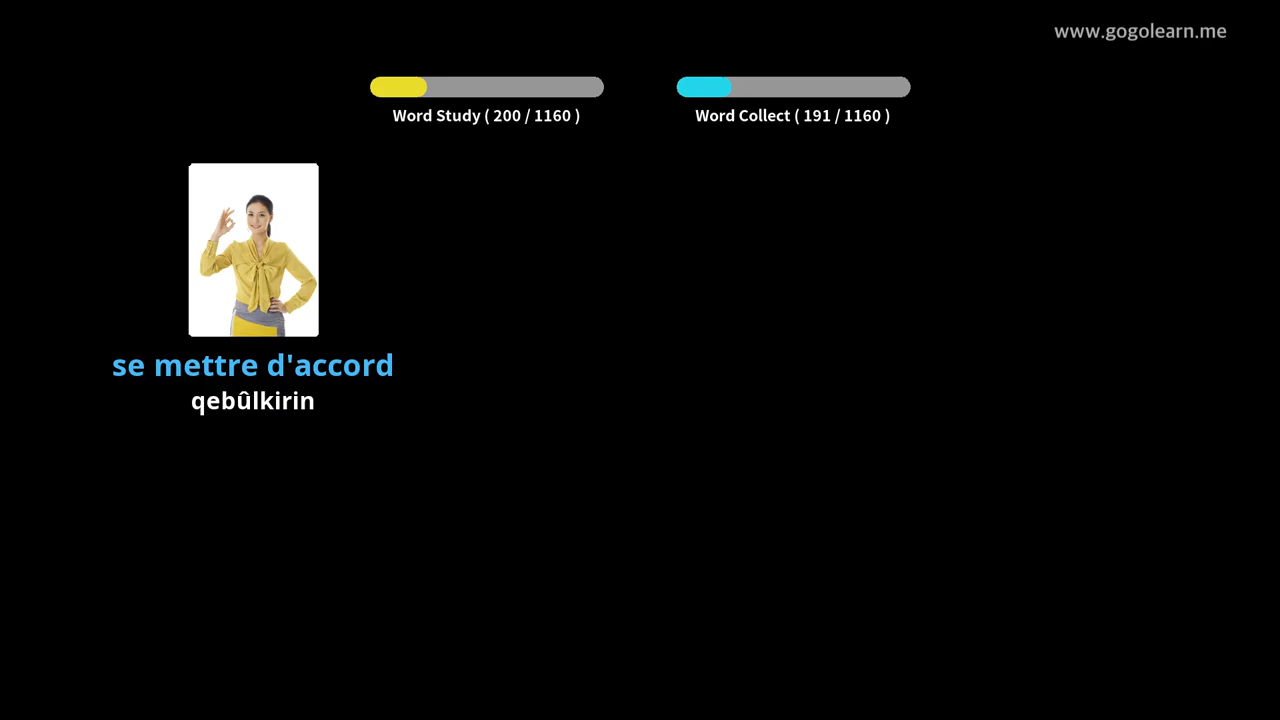 www.gogolearn.me
Word Study ( 200 / 1160 )
Word Collect ( 191 / 1160 )
se mettre d'accord
qebûlkirin